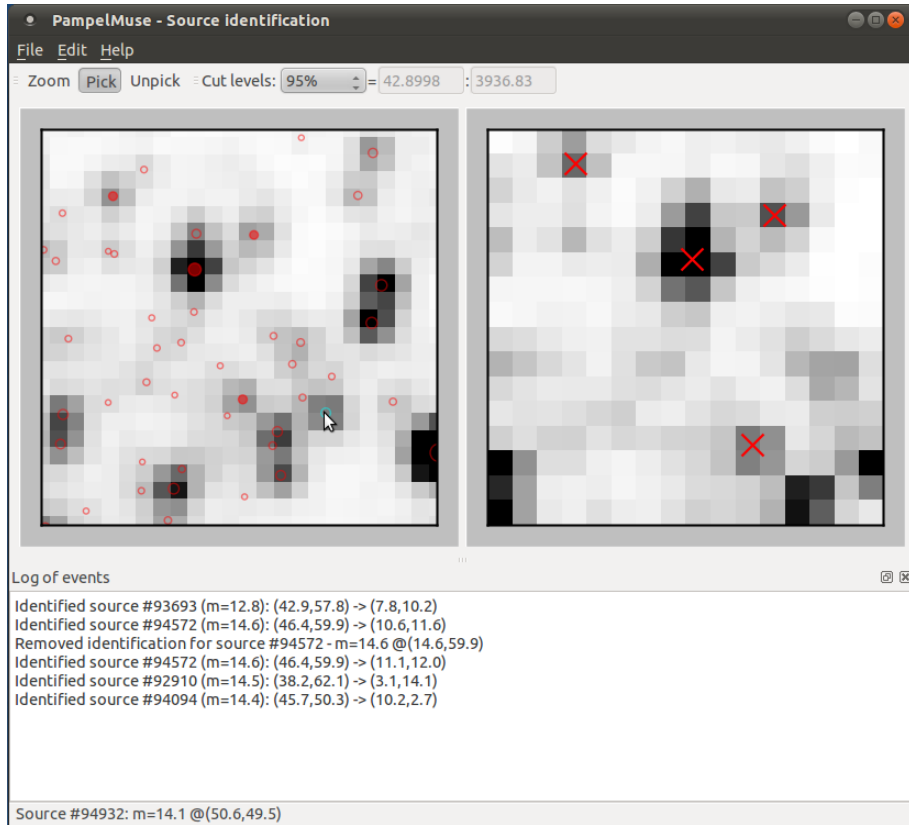 PampelMuse - Source identification
File Edit Help
Zoom Pick Unpick Cut levels: 95% = 42.8998 : 3936.83
Log of events
Identified source #93693 (m=12.8): (42.9,57.8) -> (7.8,10.2)
Identified source #94572 (m=14.6): (46.4,59.9) -> (10.6,11.6)
Removed identification for source #94572 - m=14.6 @(14.6,59.9)
Identified source #94572 (m=14.6): (46.4,59.9) -> (11.1,12.0)
Identified source #92910 (m=14.5): (38.2,62.1) -> (3.1,14.1)
Identified source #94094 (m=14.4): (45.7,50.3) -> (10.2,2.7)
Source #94932: m=14.1 @(50.6,49.5)